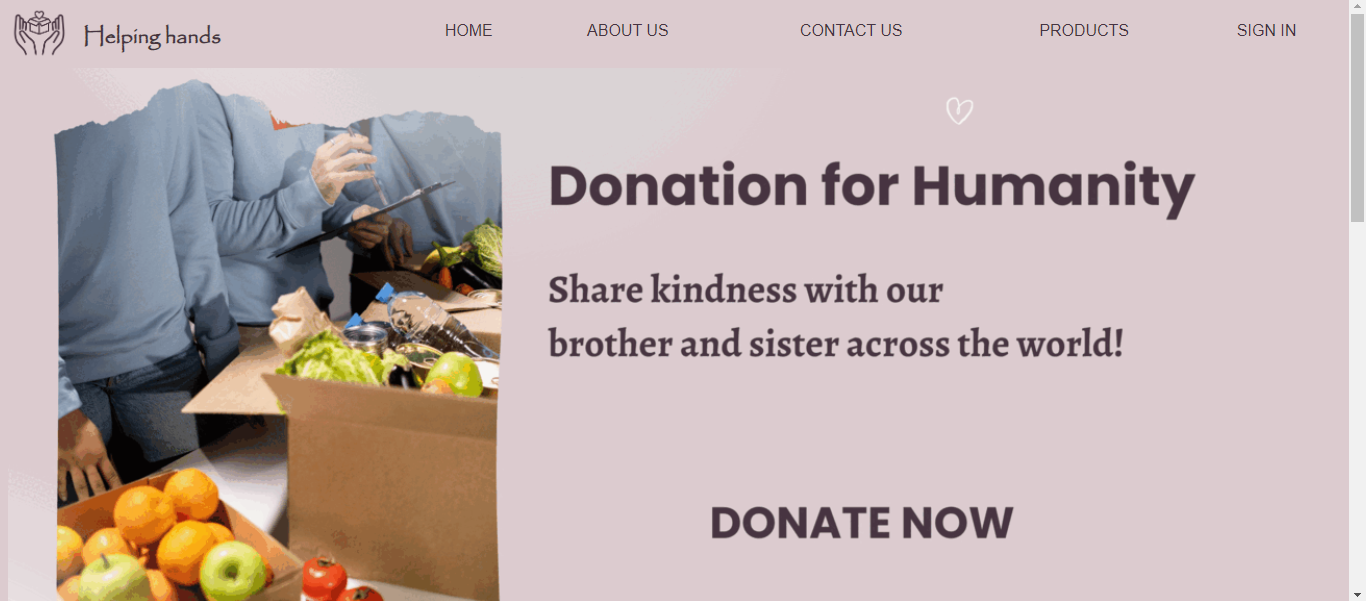 Helping hands
HOME ABOUT US CONTACT US PRODUCTS SIGN IN
Donation for Humanity
Share kindness with our
brother and sister across the world!
DONATE NOW